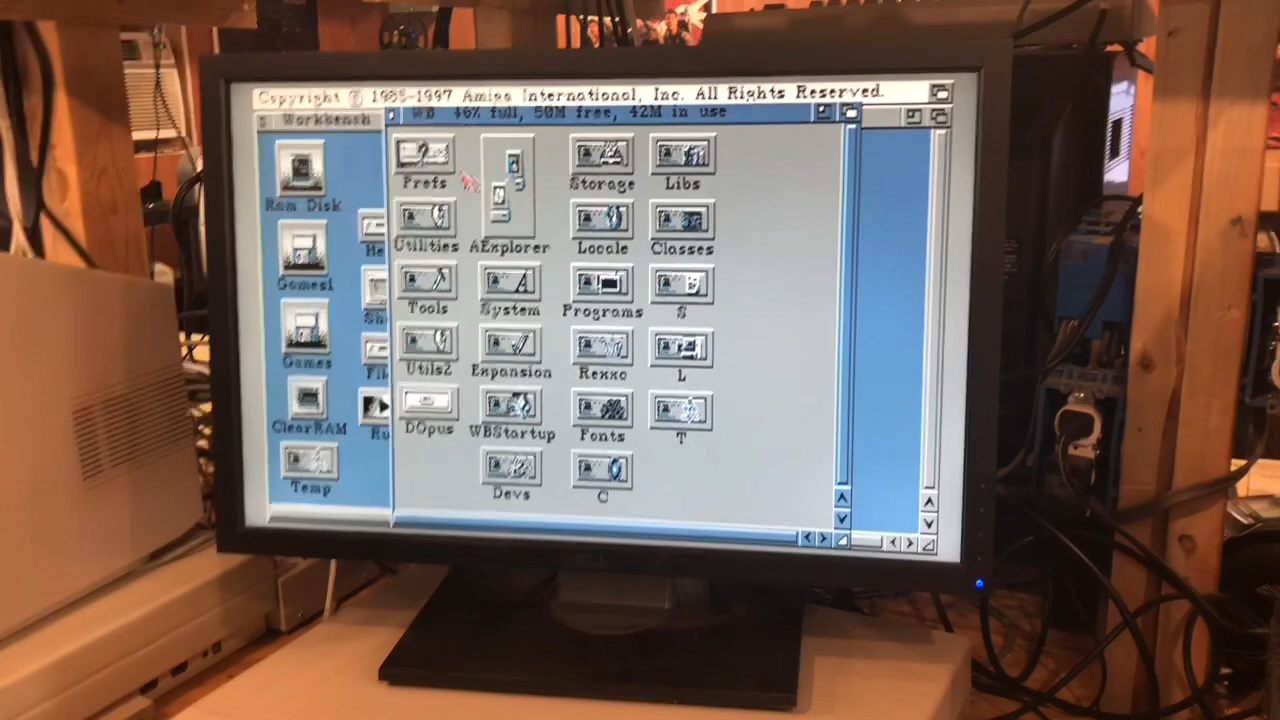 Copyright © 1985-1997 Amiga International, Inc. All Rights Reserved.
Workbench
WB 46% full, 50M free, 42M in use
Ram Disk
Games1
Games
ClearRAM
Temp
Prefs
Storage
Libs
Utilities
AExplorer
Locale
Classes
Tools
System
Programs
S
Utils2
Expansion
Rexxc
L
DOpus
WBStartup
Fonts
T
Devs
C